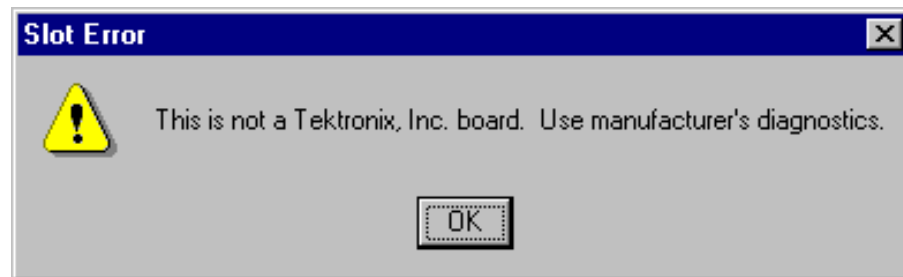 Slot Error
This is not a Tektronix, Inc. board.  Use manufacturer's diagnostics.
OK